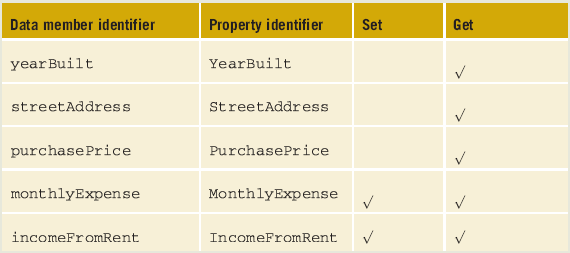 Data member identifier Property identifier Set Get
yearBuilt YearBuilt √
streetAddress StreetAddress √
purchasePrice PurchasePrice √
monthlyExpense MonthlyExpense √ √
incomeFromRent IncomeFromRent √ √